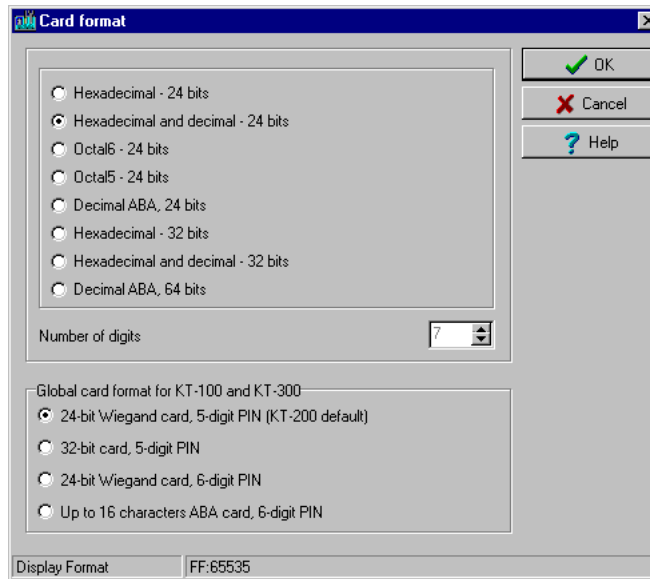 Card format
OK
Cancel
Help
Hexadecimal - 24 bits
Hexadecimal and decimal - 24 bits
Octal6 - 24 bits
Octal5 - 24 bits
Decimal ABA, 24 bits
Hexadecimal - 32 bits
Hexadecimal and decimal - 32 bits
Decimal ABA, 64 bits
Number of digits 7
Global card format for KT-100 and KT-300
24-bit Wiegand card, 5-digit PIN (KT-200 default)
32-bit card, 5-digit PIN
24-bit Wiegand card, 6-digit PIN
Up to 16 characters ABA card, 6-digit PIN
Display Format FF:65535